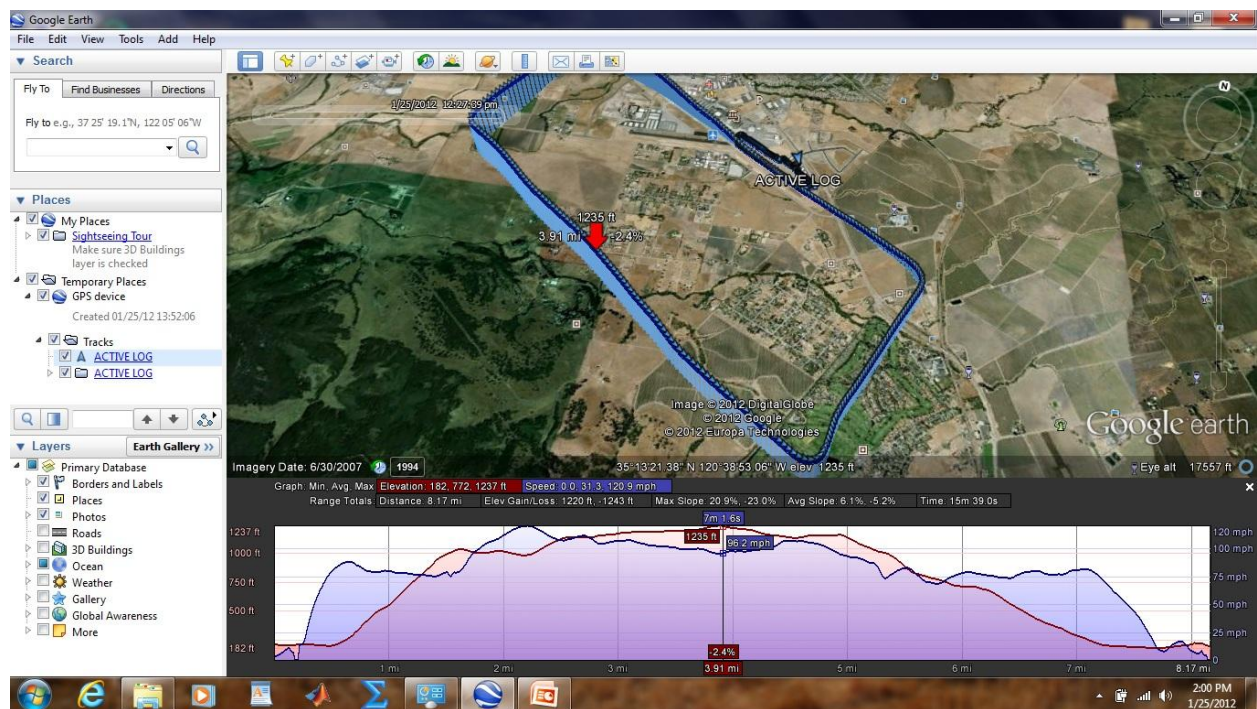 Google Earth
File Edit View Tools Add Help
Search
Fly To Find Businesses Directions
Fly to e.g., 37 25' 19.1"N, 122 05' 06"W
Places
My Places
Sightseeing Tour
Make sure 3D Buildings
layer is checked
Temporary Places
GPS device
Created 01/25/12 13:52:06
Tracks
ACTIVE LOG
ACTIVE LOG
Layers Earth Gallery >>
Primary Database
Borders and Labels
Places
Photos
Roads
3D Buildings
Ocean
Weather
Gallery
Global Awareness
More
1/25/2012 12:27:39 pm
N
ACTIVE LOG
1235 ft
3.91 mi -2.4%
Image © 2012 DigitalGlobe
© 2012 Google
© 2012 Europa Technologies
Google earth
Imagery Date: 6/30/2007 1994 35°13'21.38" N 120°38'53.06" W elev 1235 ft Eye alt 17557 ft
Graph: Min, Avg, Max Elevation: 182, 772, 1237 ft Speed: 0.0, 31.3, 120.9 mph
Range Totals: Distance: 8.17 mi Elev Gain/Loss: 1220 ft, -1243 ft Max Slope: 20.9%, -23.0% Avg Slope: 6.1%, -5.2% Time: 15m 39.0s
7m 1.6s
1237 ft 1235 ft 96.2 mph 120 mph
1000 ft 100 mph
750 ft 75 mph
500 ft 50 mph
25 mph
182 ft -2.4% 0
1 mi 2 mi 3 mi 3.91 mi 5 mi 6 mi 7 mi 8.17 mi
2:00 PM
1/25/2012